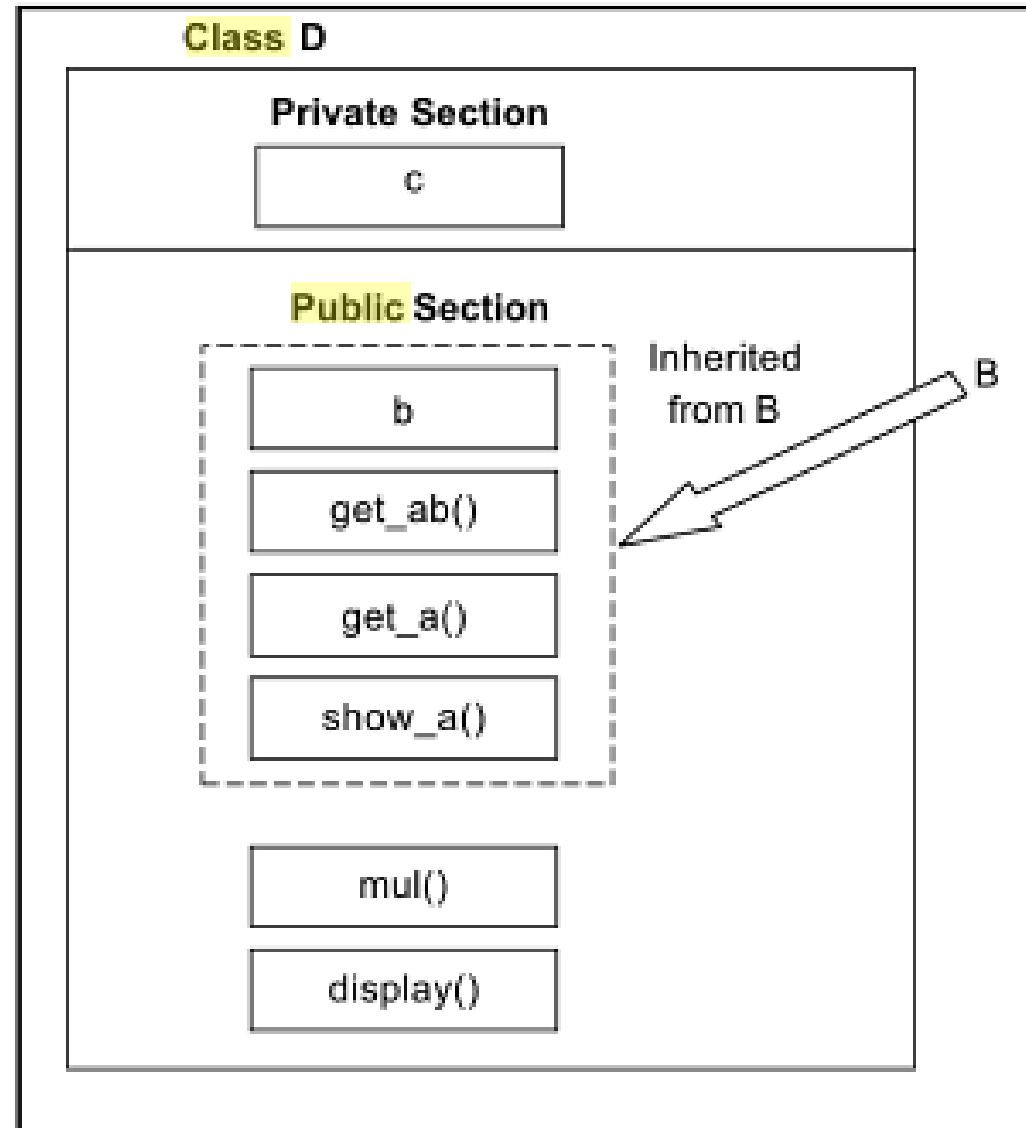 Class D
Private Section
c
Public Section
Inherited
from B
B
b
get_ab()
get_a()
show_a()
mul()
display()